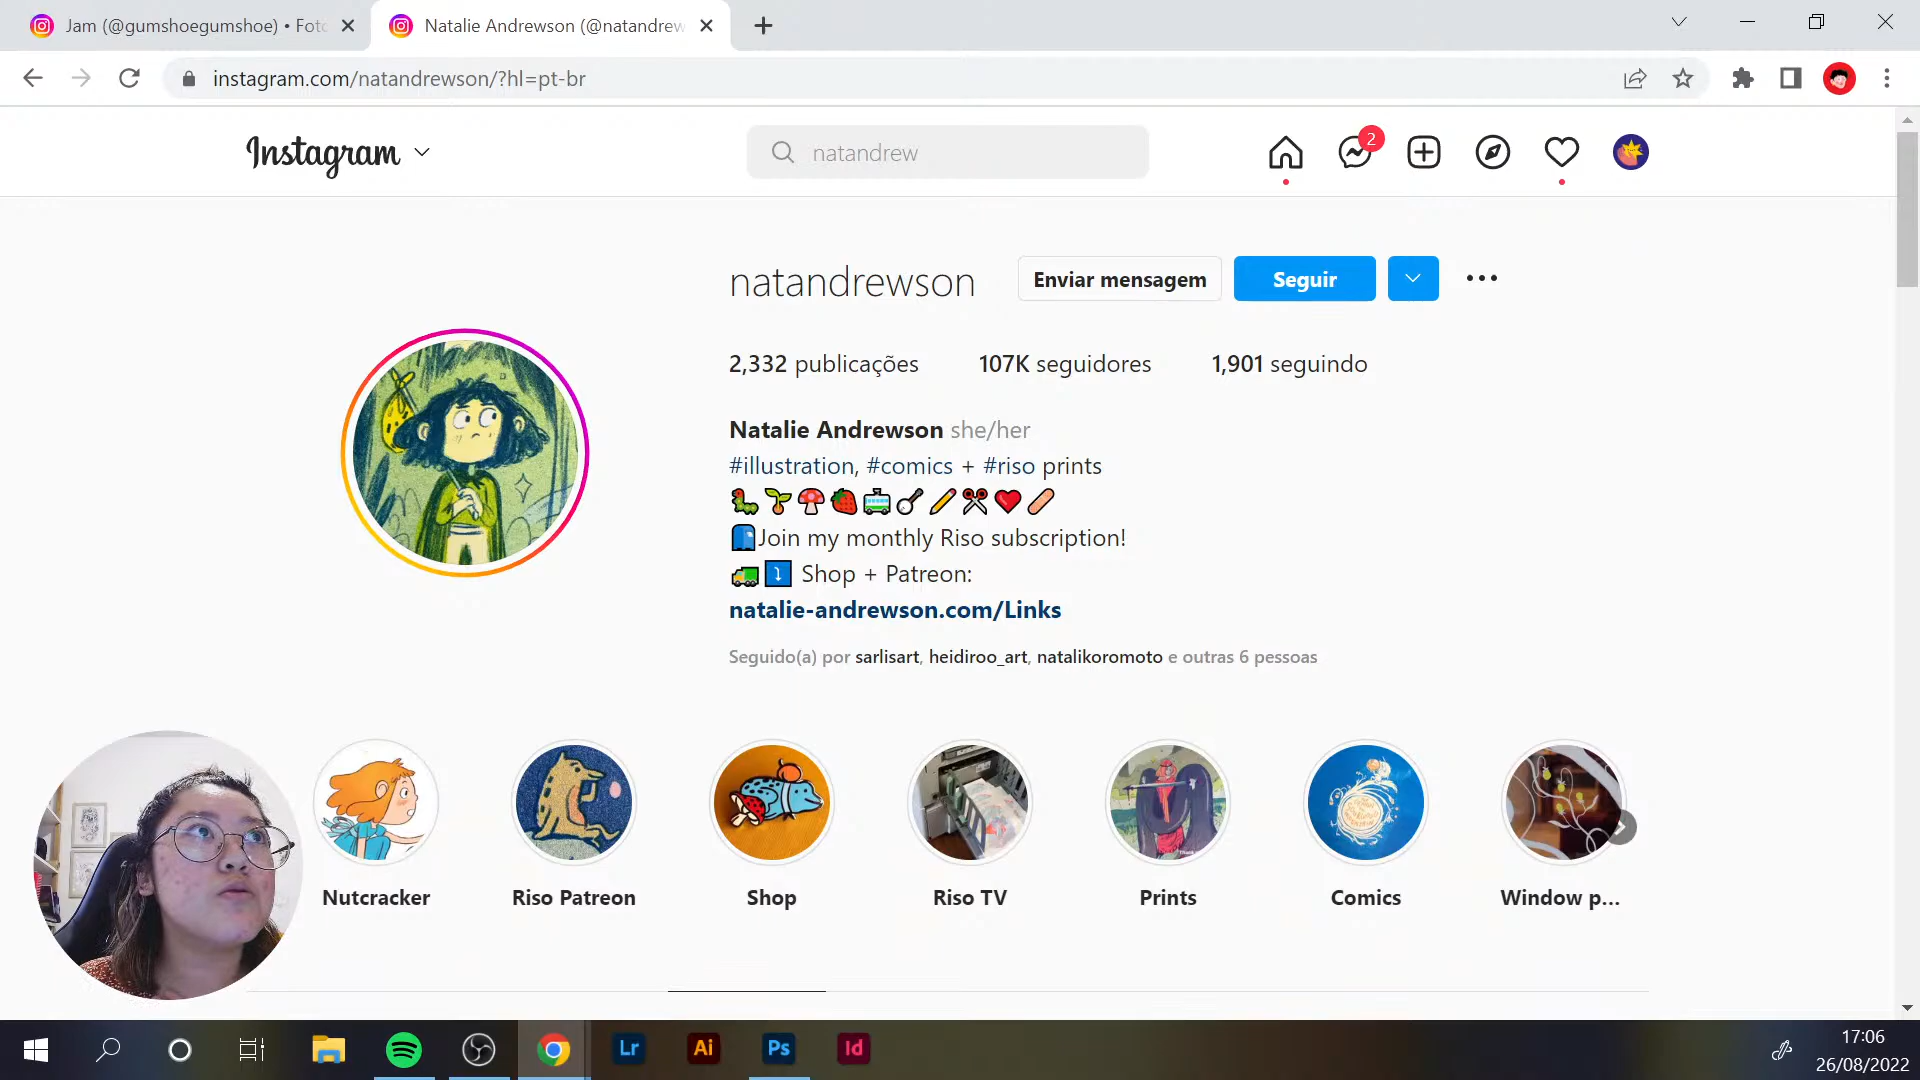 Jam (@gumshoegumshoe) • Foto
Natalie Andrewson (@natandrew
instagram.com/natandrewson/?hl=pt-br
Instagram
natandrew
2
natandrewson
Enviar mensagem
Seguir
2,332 publicações
107K seguidores
1,901 seguindo
Natalie Andrewson she/her
#illustration, #comics + #riso prints
Join my monthly Riso subscription!
Shop + Patreon:
natalie-andrewson.com/Links
Seguido(a) por sarlisart, heidiroo_art, natalikoromoto e outras 6 pessoas
Nutcracker
Riso Patreon
Shop
Riso TV
Prints
Comics
Window p...
Lr
Ai
Ps
Id
17:06
26/08/2022